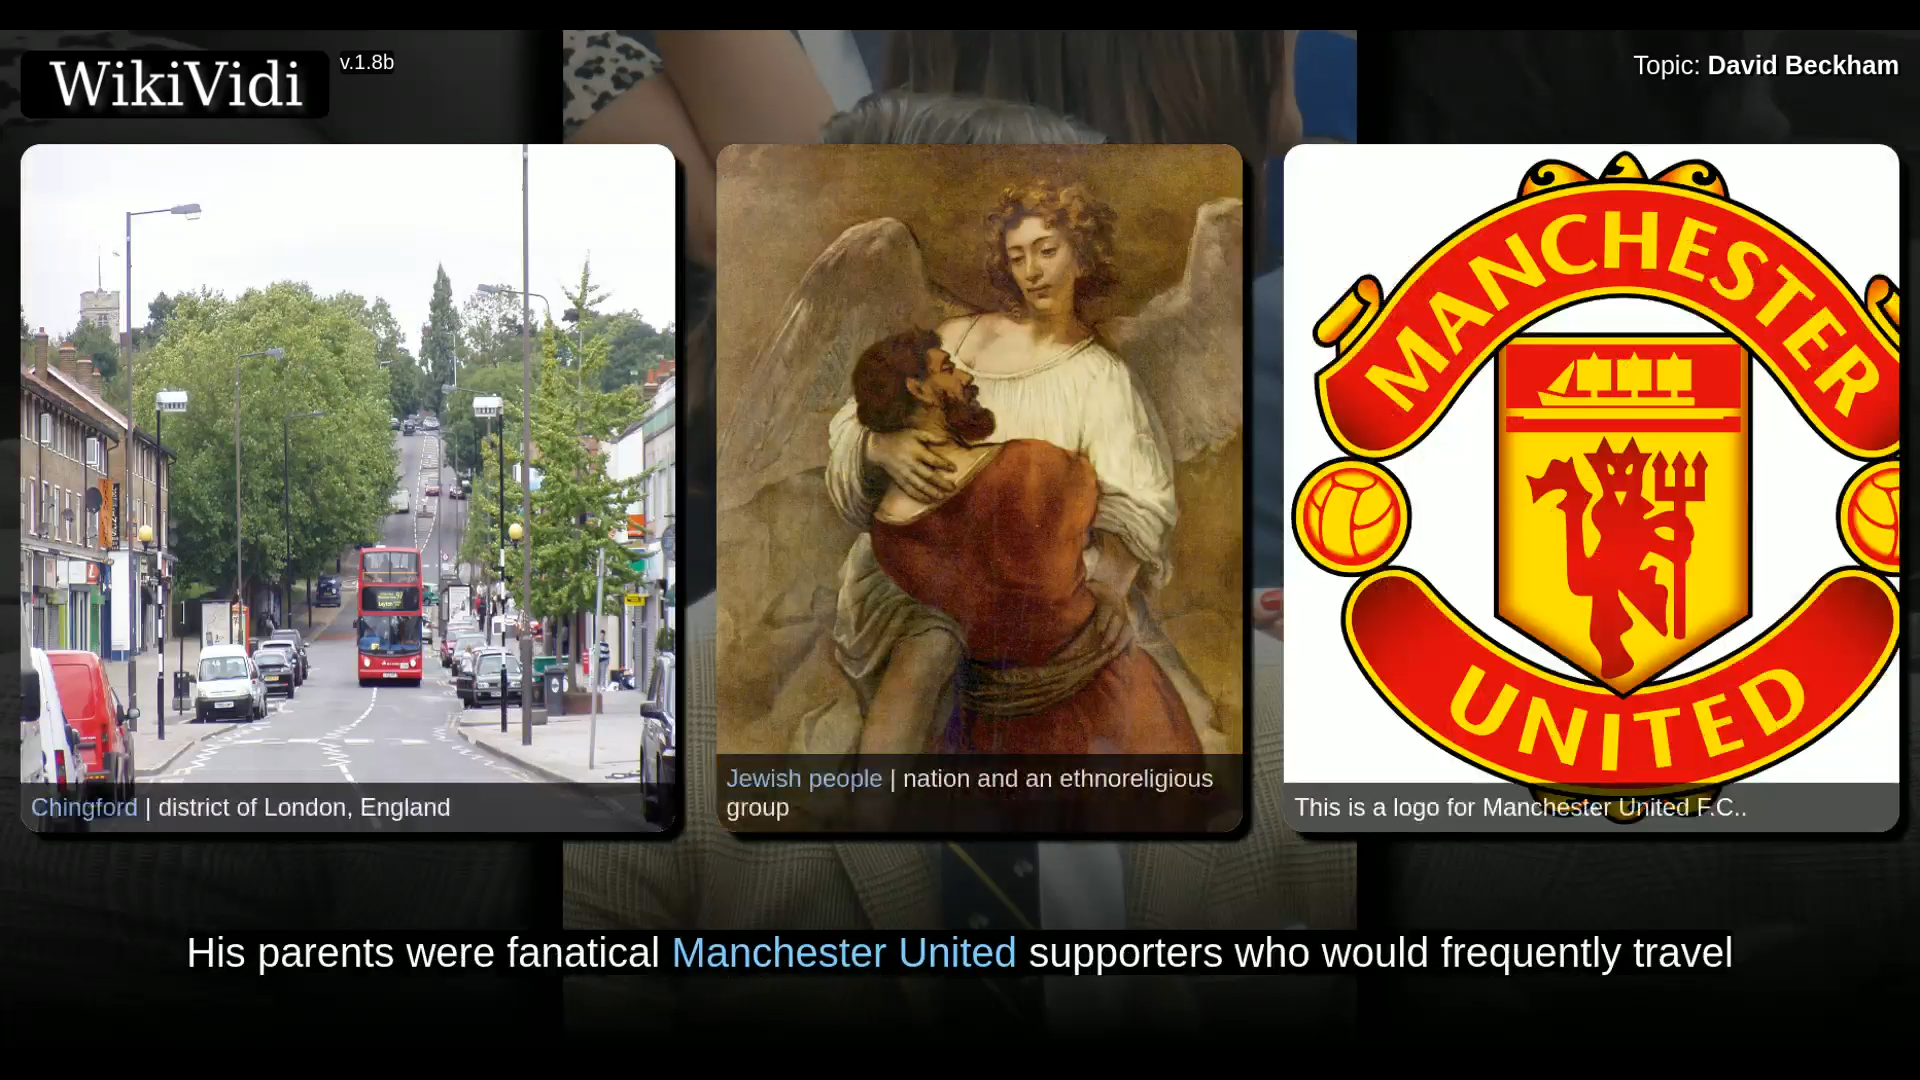 WikiVidi
v.1.8b
Topic: David Beckham
MANCHESTER
UNITED
Chingford | district of London, England
Jewish people | nation and an ethnoreligious
group
This is a logo for Manchester United F.C..
His parents were fanatical Manchester United supporters who would frequently travel